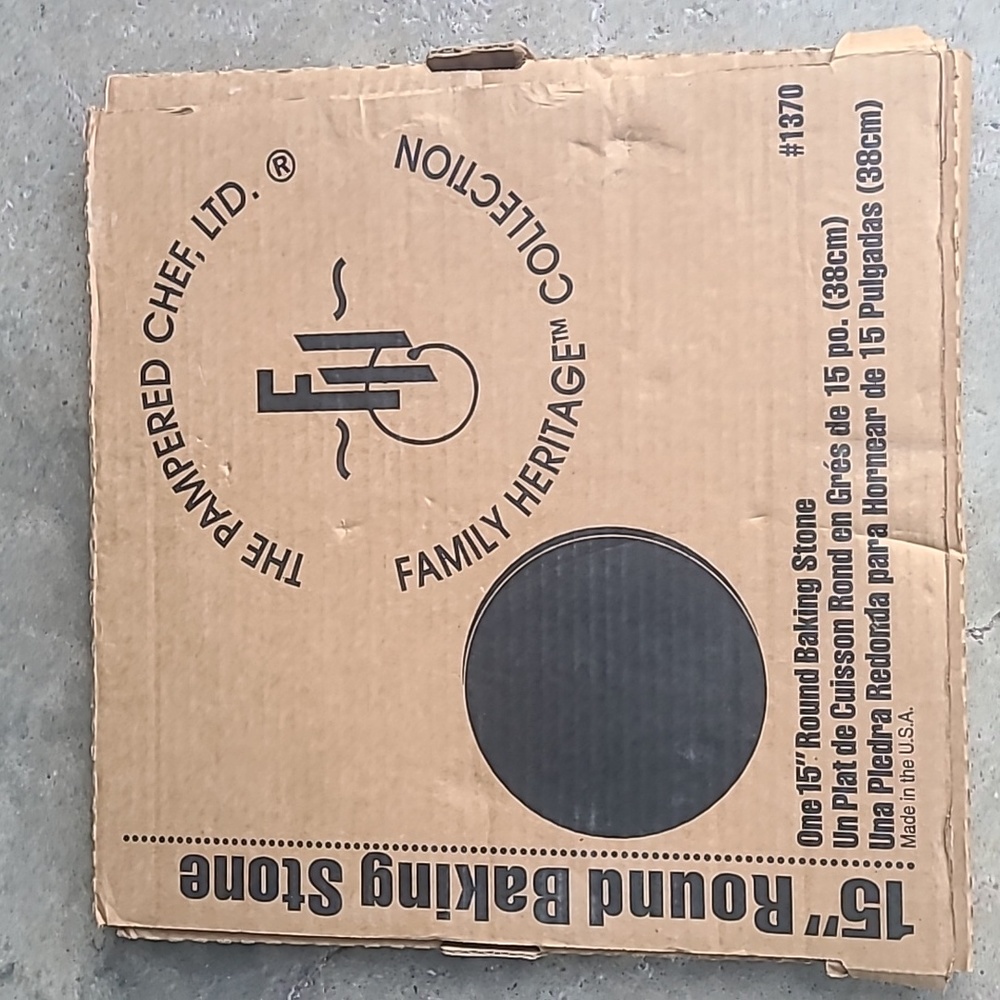 THE PAMPERED CHEF, LTD. ®
FH
FAMILY HERITAGE™ COLLECTION
#1370
One 15" Round Baking Stone
Un Plat de Cuisson Rond en Grés de 15 po. (38cm)
Una Piedra Redonda para Hornear de 15 Pulgadas (38cm)
Made in the U.S.A.
15" Round Baking Stone